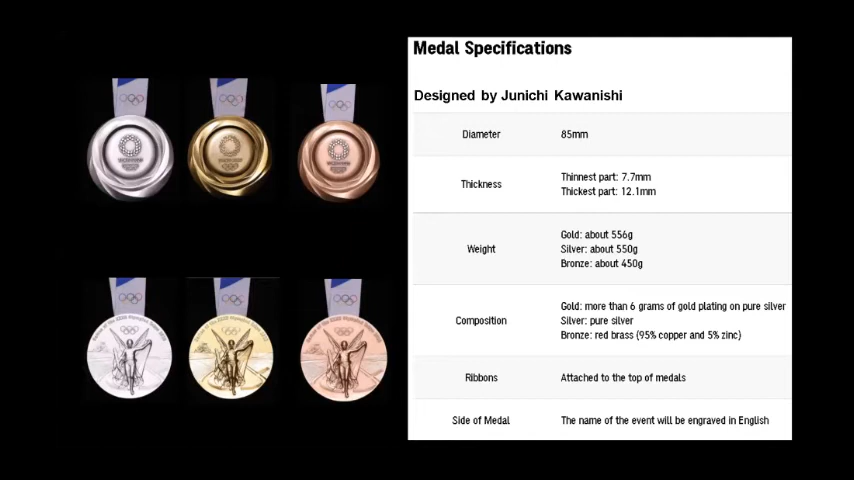 Medal Specifications
Designed by Junichi Kawanishi
Diameter 85mm
Thickness Thinnest part: 7.7mm
Thickest part: 12.1mm
Weight Gold: about 556g
Silver: about 550g
Bronze: about 450g
Composition Gold: more than 6 grams of gold plating on pure silver
Silver: pure silver
Bronze: red brass (95% copper and 5% zinc)
Ribbons Attached to the top of medals
Side of Medal The name of the event will be engraved in English